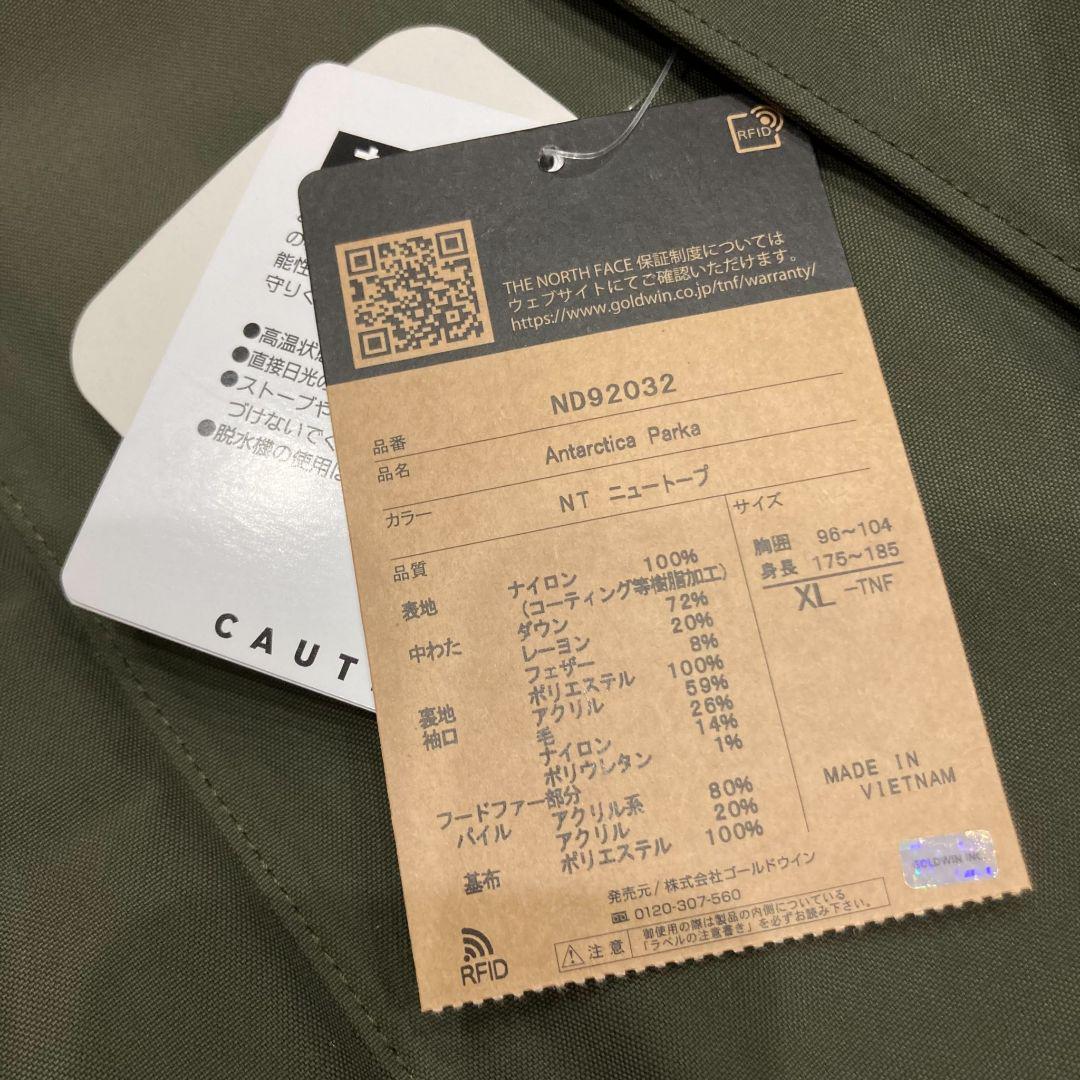 RFID
THE NORTH FACE 保証制度については
ウェブサイトにてご確認いただけます。
https://www.goldwin.co.jp/tnf/warranty/
品番 ND92032
品名 Antarctica Parka
カラー NT ニュートープ
品質
表地 ナイロン 100%
(コーティング等樹脂加工)
中わた ダウン 72%
レーヨン 20%
フェザー 8%
裏地 ポリエステル 100%
袖口 アクリル 59%
毛 26%
ナイロン 14%
ポリウレタン 1%
フードファー部分
パイル アクリル系 80%
アクリル 20%
基布 ポリエステル 100%
サイズ
胸囲 96~104
身長 175~185
XL -TNF
MADE IN
VIETNAM
GOLDWIN INC.
発売元/株式会社ゴールドウイン
0120-307-560
注意
御使用の際は製品の内側についている
「ラベルの注意書き」を必ずお読み下さい。
RFID
の
能性
守りく
●高温状
●直接日光の
●ストーブや
づけないでく
●脱水機の使用は
CAUT